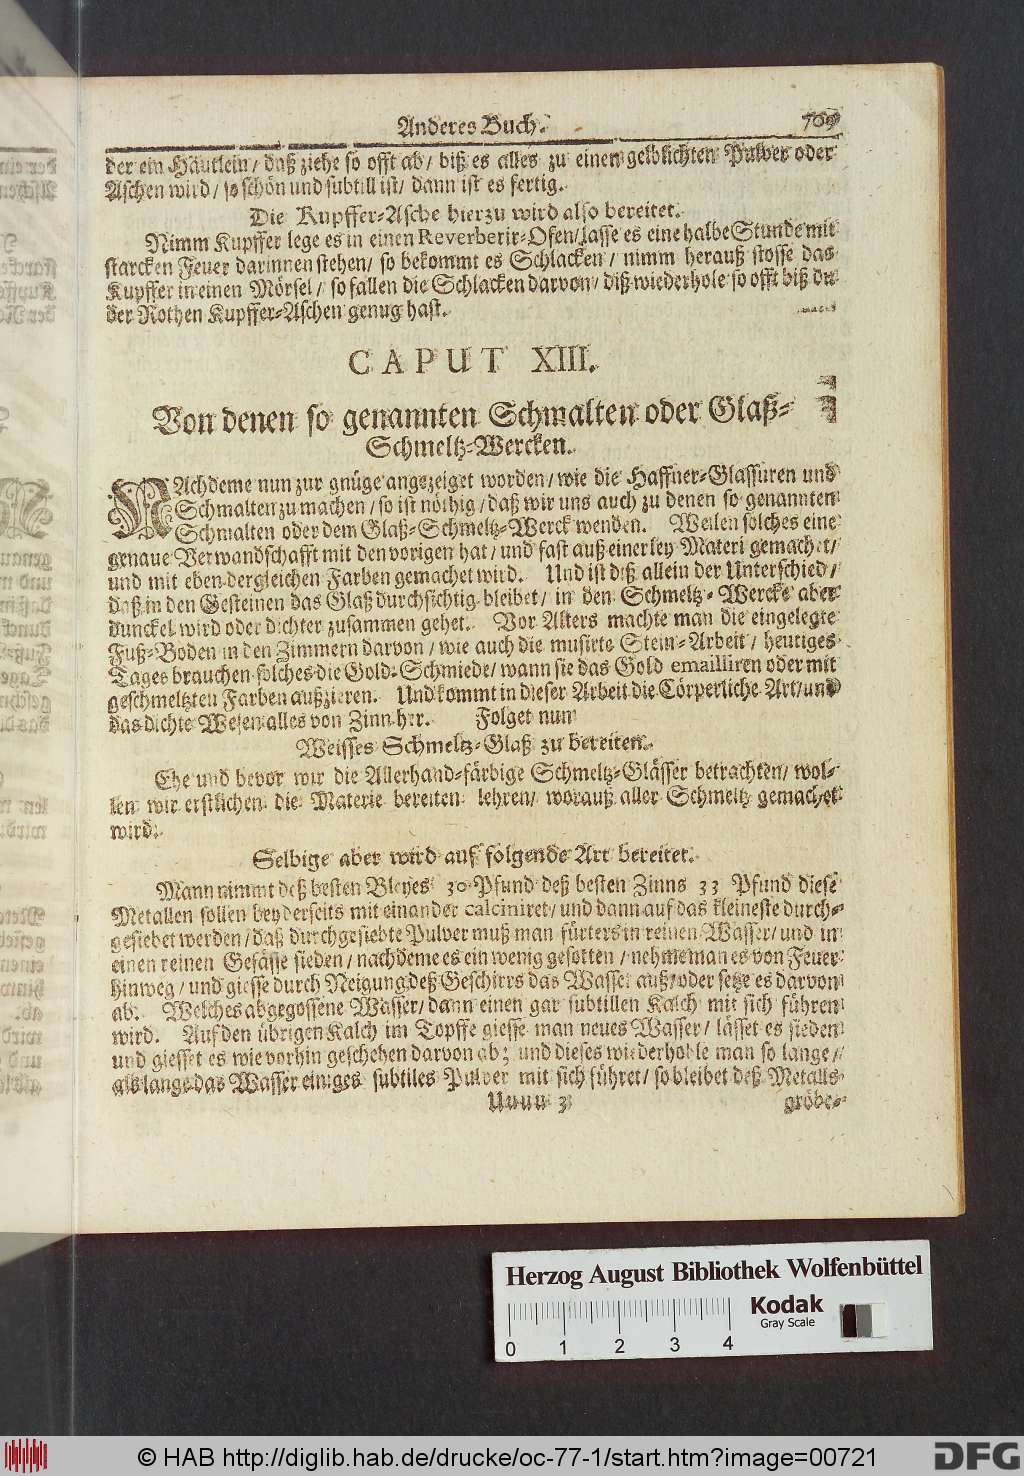 Anderes Buch. 709
der ein Häutlein / daß ziehe so offt ab / biß es alles zu einen gelblichten Pulver oder
Aschen wird / so schön und subtill ist / dann ist es fertig.
Die Kupffer-Asche hierzu wird also bereitet.
Nimm Kupffer lege es in einen Reverberir-Ofen / lasse es eine halbe Stunde mit
starcken Feuer darinnen stehen / so bekommt es Schlacken / nimm herauß stosse das
Kupffer in einen Mörsel / so fallen die Schlacken darvon / diß wiederhole so offt biß du
der Rothen Kupffer-Aschen genug hast.
CAPUT XIII.
Von denen so genannten Schmalten oder Glaß-
Schmeltz-Wercken.
NAchdeme nun zur gnüge angezeiget worden / wie die Haffner-Glassuren und
Schmalten zu machen / so ist nöthig / daß wir uns auch zu denen so genannten
Schmalten oder dem Glaß-Schmeltz-Werck wenden. Weilen solches eine
genaue Verwandschafft mit den vorigen hat / und fast auß einerley Materi gemachet /
und mit eben dergleichen Farben gemachet wird. Und ist diß allein der Unterschied /
daß in den Gesteinen das Glaß durchsichtig bleibet / in den Schmeltz-Wercke aber
dunckel wird oder dichter zusammen gehet. Vor Alters machte man die eingelegte
Fuß-Boden in den Zimmern darvon / wie auch die musirte Stein-Arbeit / heutiges
Tages brauchen solches die Gold-Schmiede / wann sie das Gold emailliren oder mit
geschmeltzten Farben außzieren. Und kommt in dieser Arbeit die Cörperliche Art / und
das dichte Wesen alles von Zinn her. Folget nun
Weisses Schmeltz-Glaß zu bereiten.
Ehe und bevor wir die Allerhand-färbige Schmeltz-Glässer betrachten / wol-
len wir erstlichen die Materie bereiten lehren / worauß aller Schmeltz gemachet
wird.
Selbige aber wird auf folgende Art bereitet.
Mann nimmt deß besten Bleyes 30 Pfund deß besten Zinns 33 Pfund diese
Metallen sollen beyderseits mit einander calciniret / und dann auf das kleineste durch-
gesiebet werden / daß durchgesiebte Pulver muß man fürters in reinen Wasser / und in
einen reinen Gefässe sieden / nachdeme es ein wenig gesotten / nehme man es von Feuer
hinweg / und giesse durch Neigung deß Geschirrs das Wasser auß / oder setze es darvon
ab. Welches abgegossene Wasser / dann einen gar subtillen Kalch mit sich führen
wird. Auf den übrigen Kalch im Topffe giesse man neues Wasser / lässet es sieden
und giesset es wie vorhin geschehen darvon ab; und dieses wiederhohle man so lange /
als lange das Wasser einiges subtiles Pulver mit sich führet / so bleibet deß Metalls
Uuuu 3 gröbe-
Herzog August Bibliothek Wolfenbüttel
Kodak
Gray Scale
0 1 2 3 4
© HAB http://diglib.hab.de/drucke/oc-77-1/start.htm?image=00721
DFG